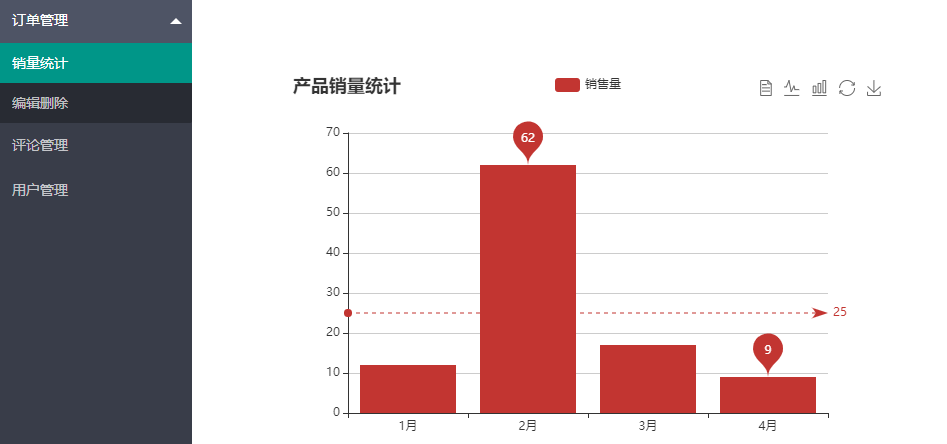 订单管理
销量统计
编辑删除
评论管理
用户管理
产品销量统计
销售量
70
60
50
40
30
20
10
0
62
25
9
1月
2月
3月
4月